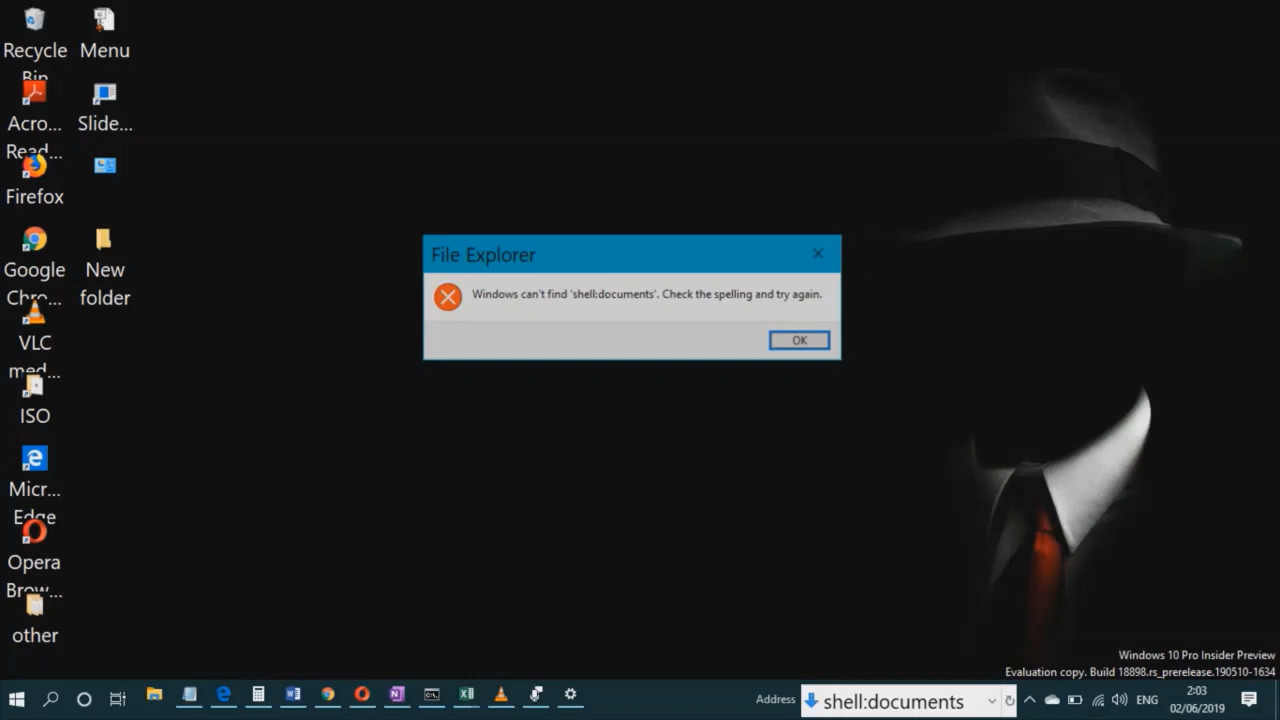 Recycle
Bin
Menu
Acro...
Read...
Slide...
Firefox
Google
Chro...
New
folder
VLC
med...
ISO
Micr...
Edge
Opera
Brow...
other
File Explorer
Windows can't find 'shell:documents'. Check the spelling and try again.
OK
Windows 10 Pro Insider Preview
Evaluation copy. Build 18898.rs_prerelease.190510-1634
Address
shell:documents
ENG
2:03
02/06/2019